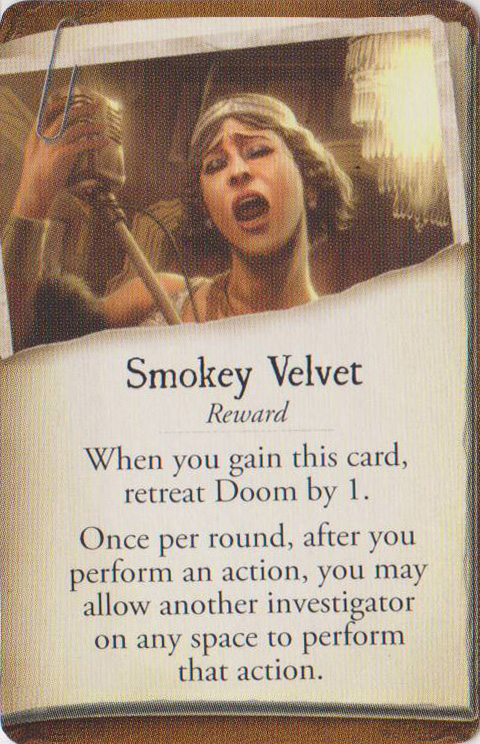 Smokey Velvet
Reward
When you gain this card,
retreat Doom by 1.
Once per round, after you
perform an action, you may
allow another investigator
on any space to perform
that action.